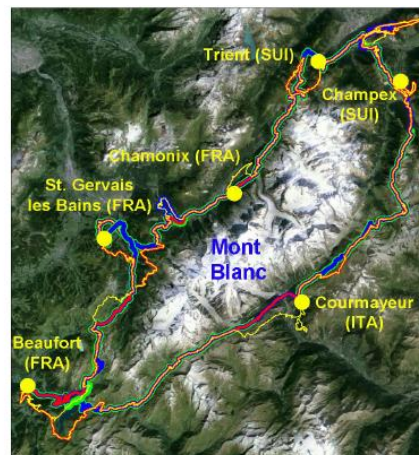 Trient (SUI)
Champex
(SUI)
Chamonix (FRA)
St. Gervais
les Bains (FRA)
Mont
Blanc
Courmayeur
(ITA)
Beaufort
(FRA)